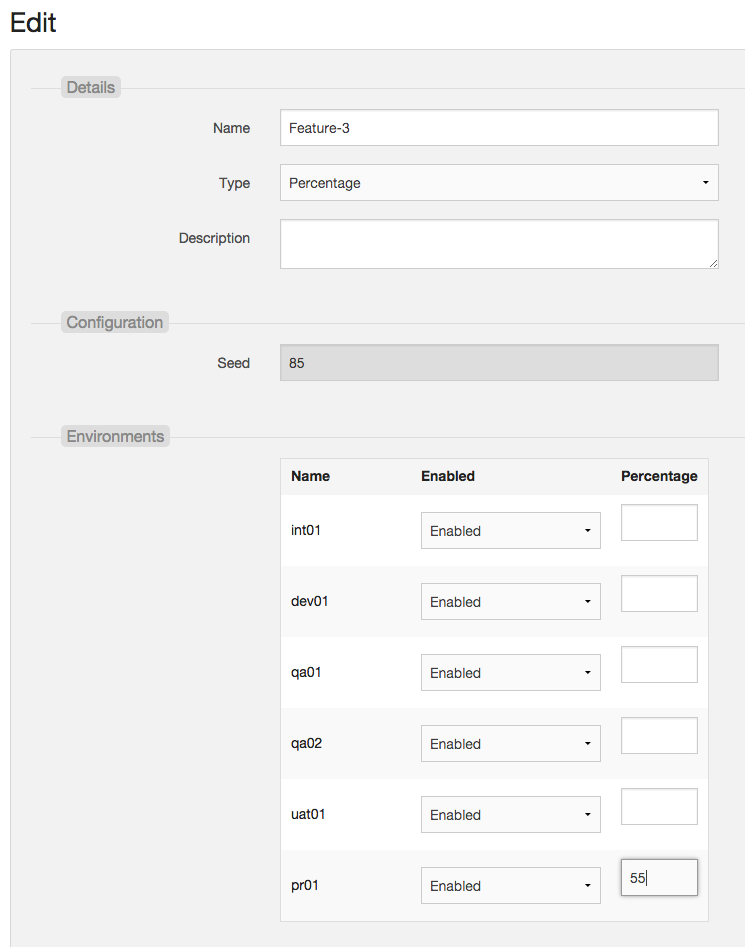 Edit
Details
Name Feature-3
Type Percentage
Description
Configuration
Seed 85
Environments
Name Enabled Percentage
int01 Enabled
dev01 Enabled
qa01 Enabled
qa02 Enabled
uat01 Enabled
pr01 Enabled 55